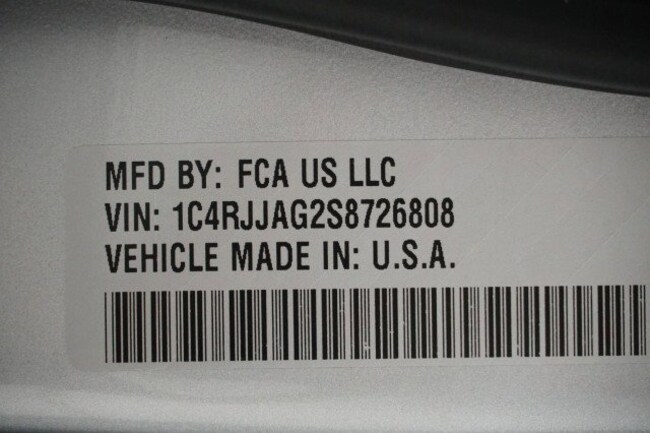 MFD BY: FCA US LLC
VIN: 1C4RJJAG2S8726808
VEHICLE MADE IN: U.S.A.